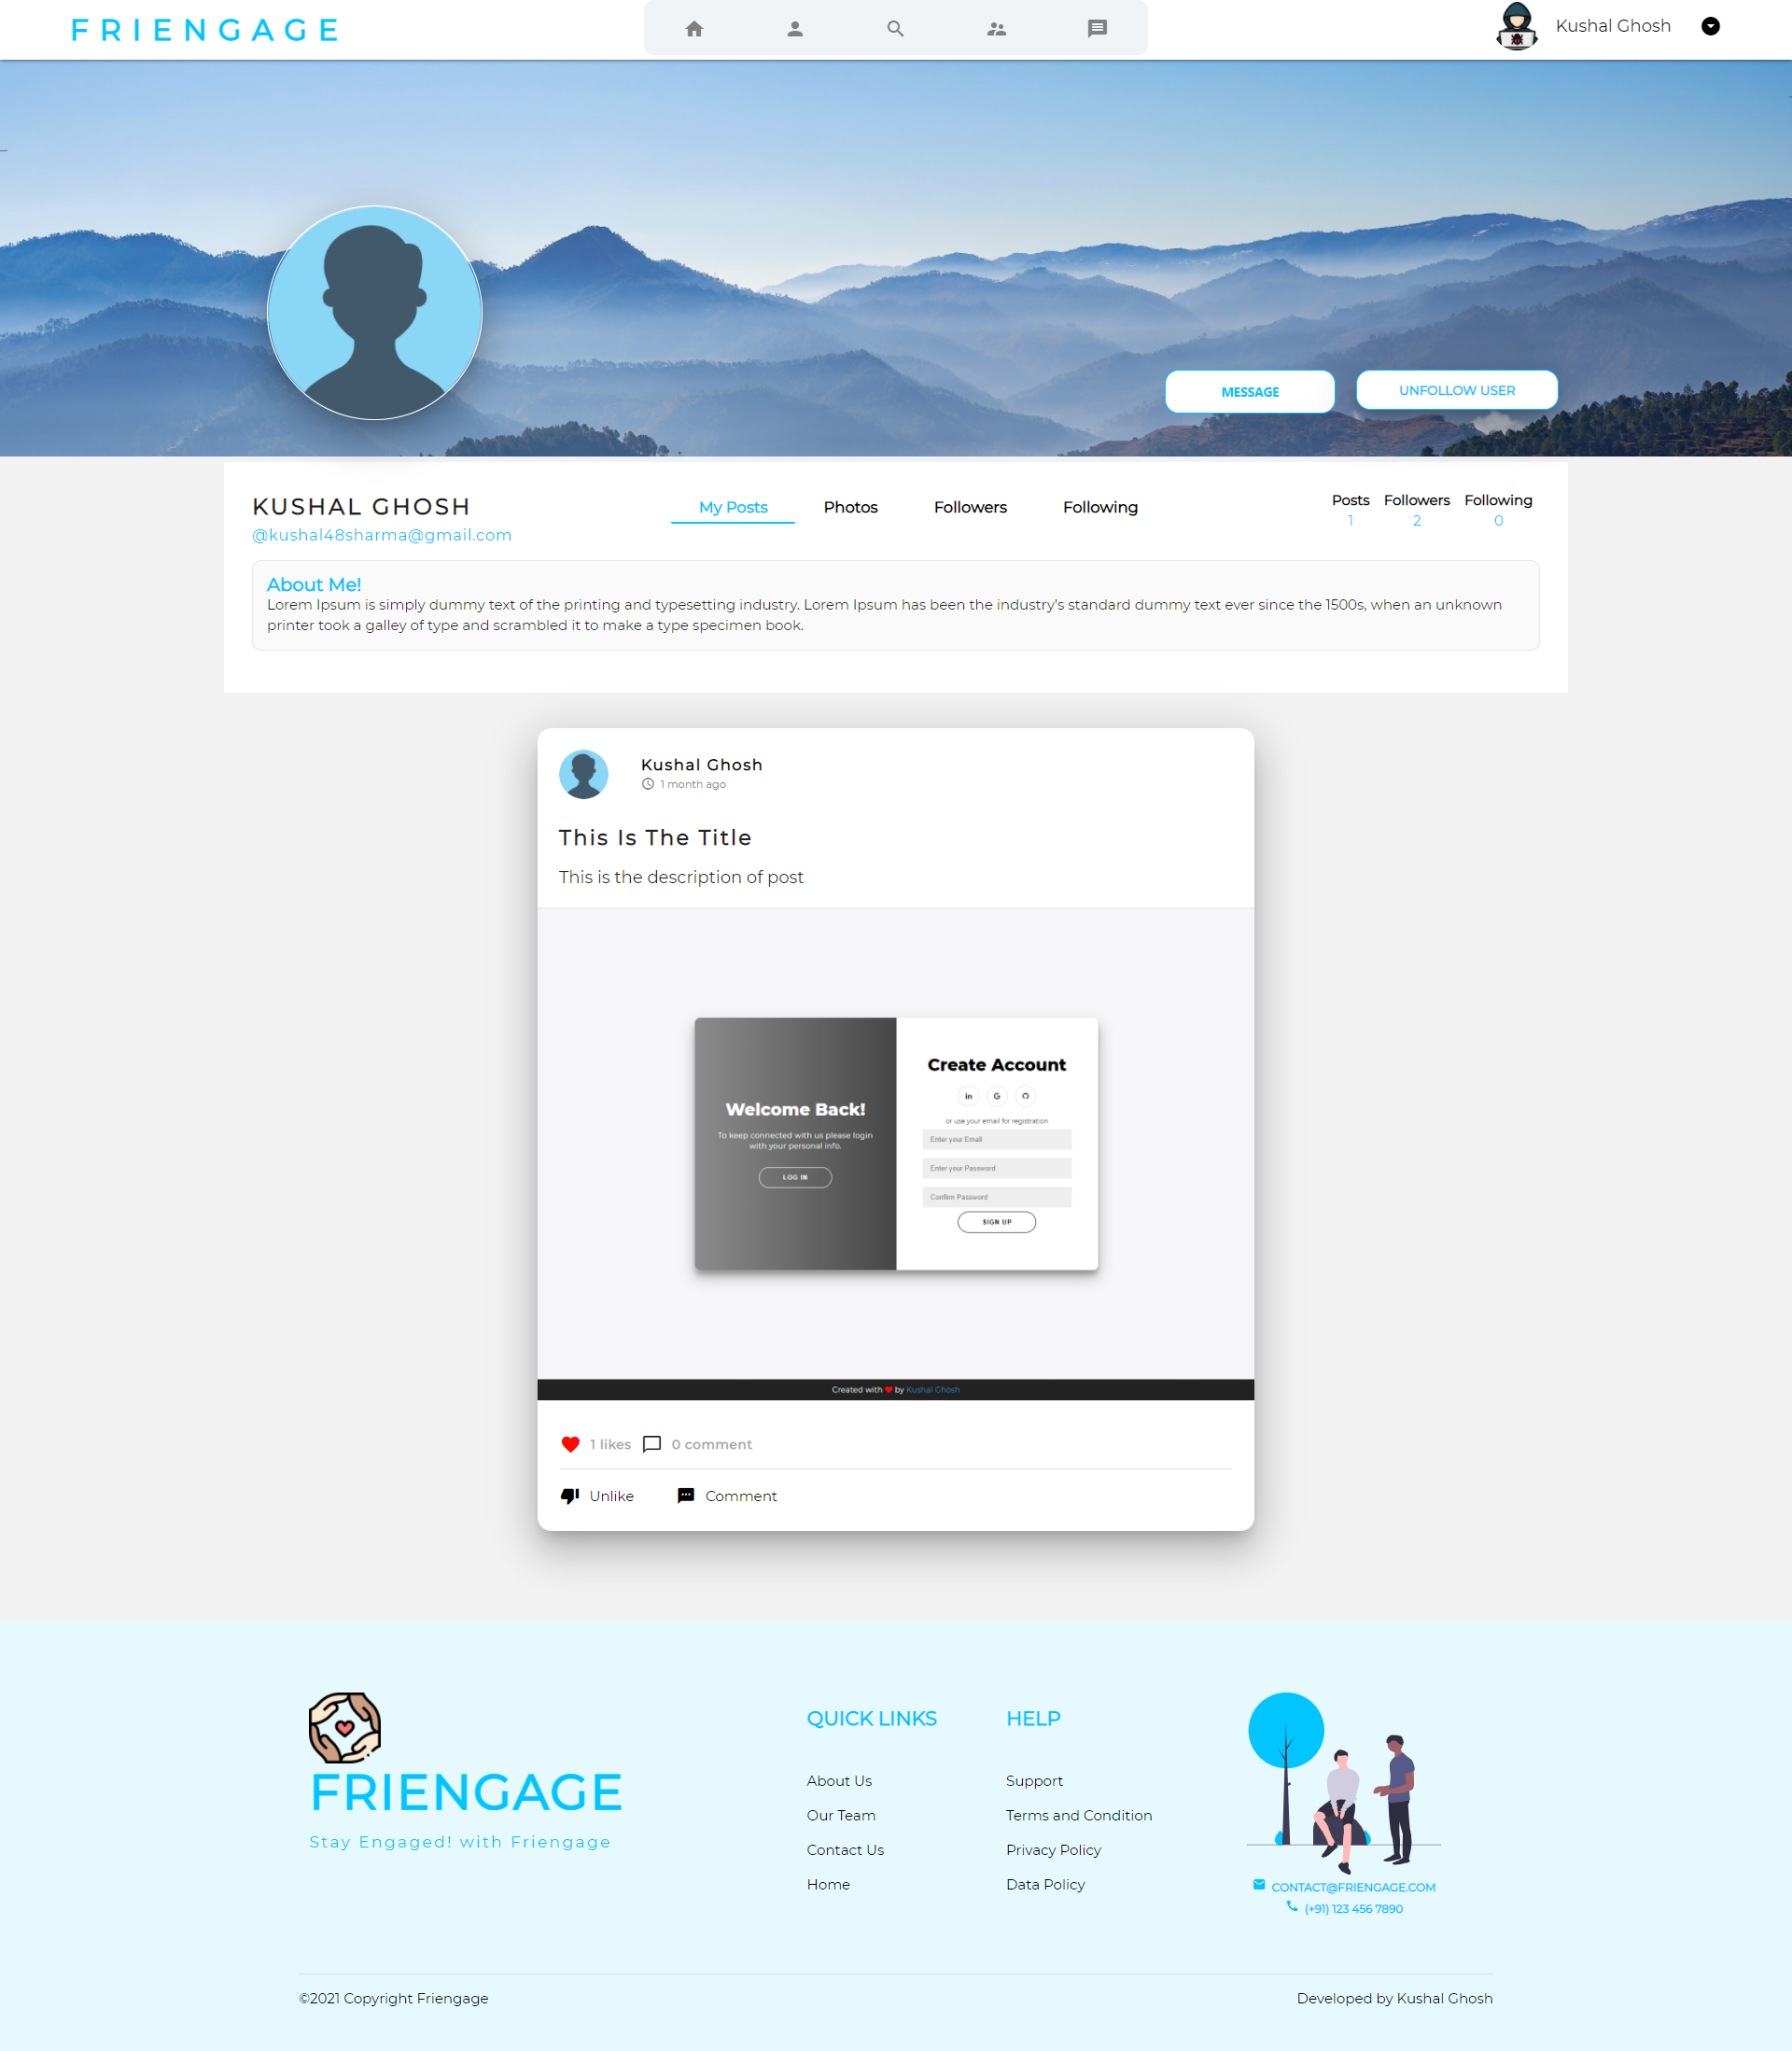 FRIENGAGE
Kushal Ghosh
MESSAGE
UNFOLLOW USER
KUSHAL GHOSH
@kushal48sharma@gmail.com
My Posts
Photos
Followers
Following
Posts
Followers
Following
1
2
0
About Me!
Lorem Ipsum is simply dummy text of the printing and typesetting industry. Lorem Ipsum has been the industry's standard dummy text ever since the 1500s, when an unknown
printer took a galley of type and scrambled it to make a type specimen book.
Kushal Ghosh
1 month ago
This Is The Title
This is the description of post
Welcome Back!
To keep connected with us please login
with your personal info.
LOG IN
Create Account
in
G
or use your email for registration
Enter your Email
Enter your Password
Confirm Password
SIGN UP
Created with ❤ by Kushal Ghosh
1 likes
0 comment
Unlike
Comment
FRIENGAGE
Stay Engaged! with Friengage
QUICK LINKS
About Us
Our Team
Contact Us
Home
HELP
Support
Terms and Condition
Privacy Policy
Data Policy
CONTACT@FRIENGAGE.COM
(+91) 123 456 7890
©2021 Copyright Friengage
Developed by Kushal Ghosh